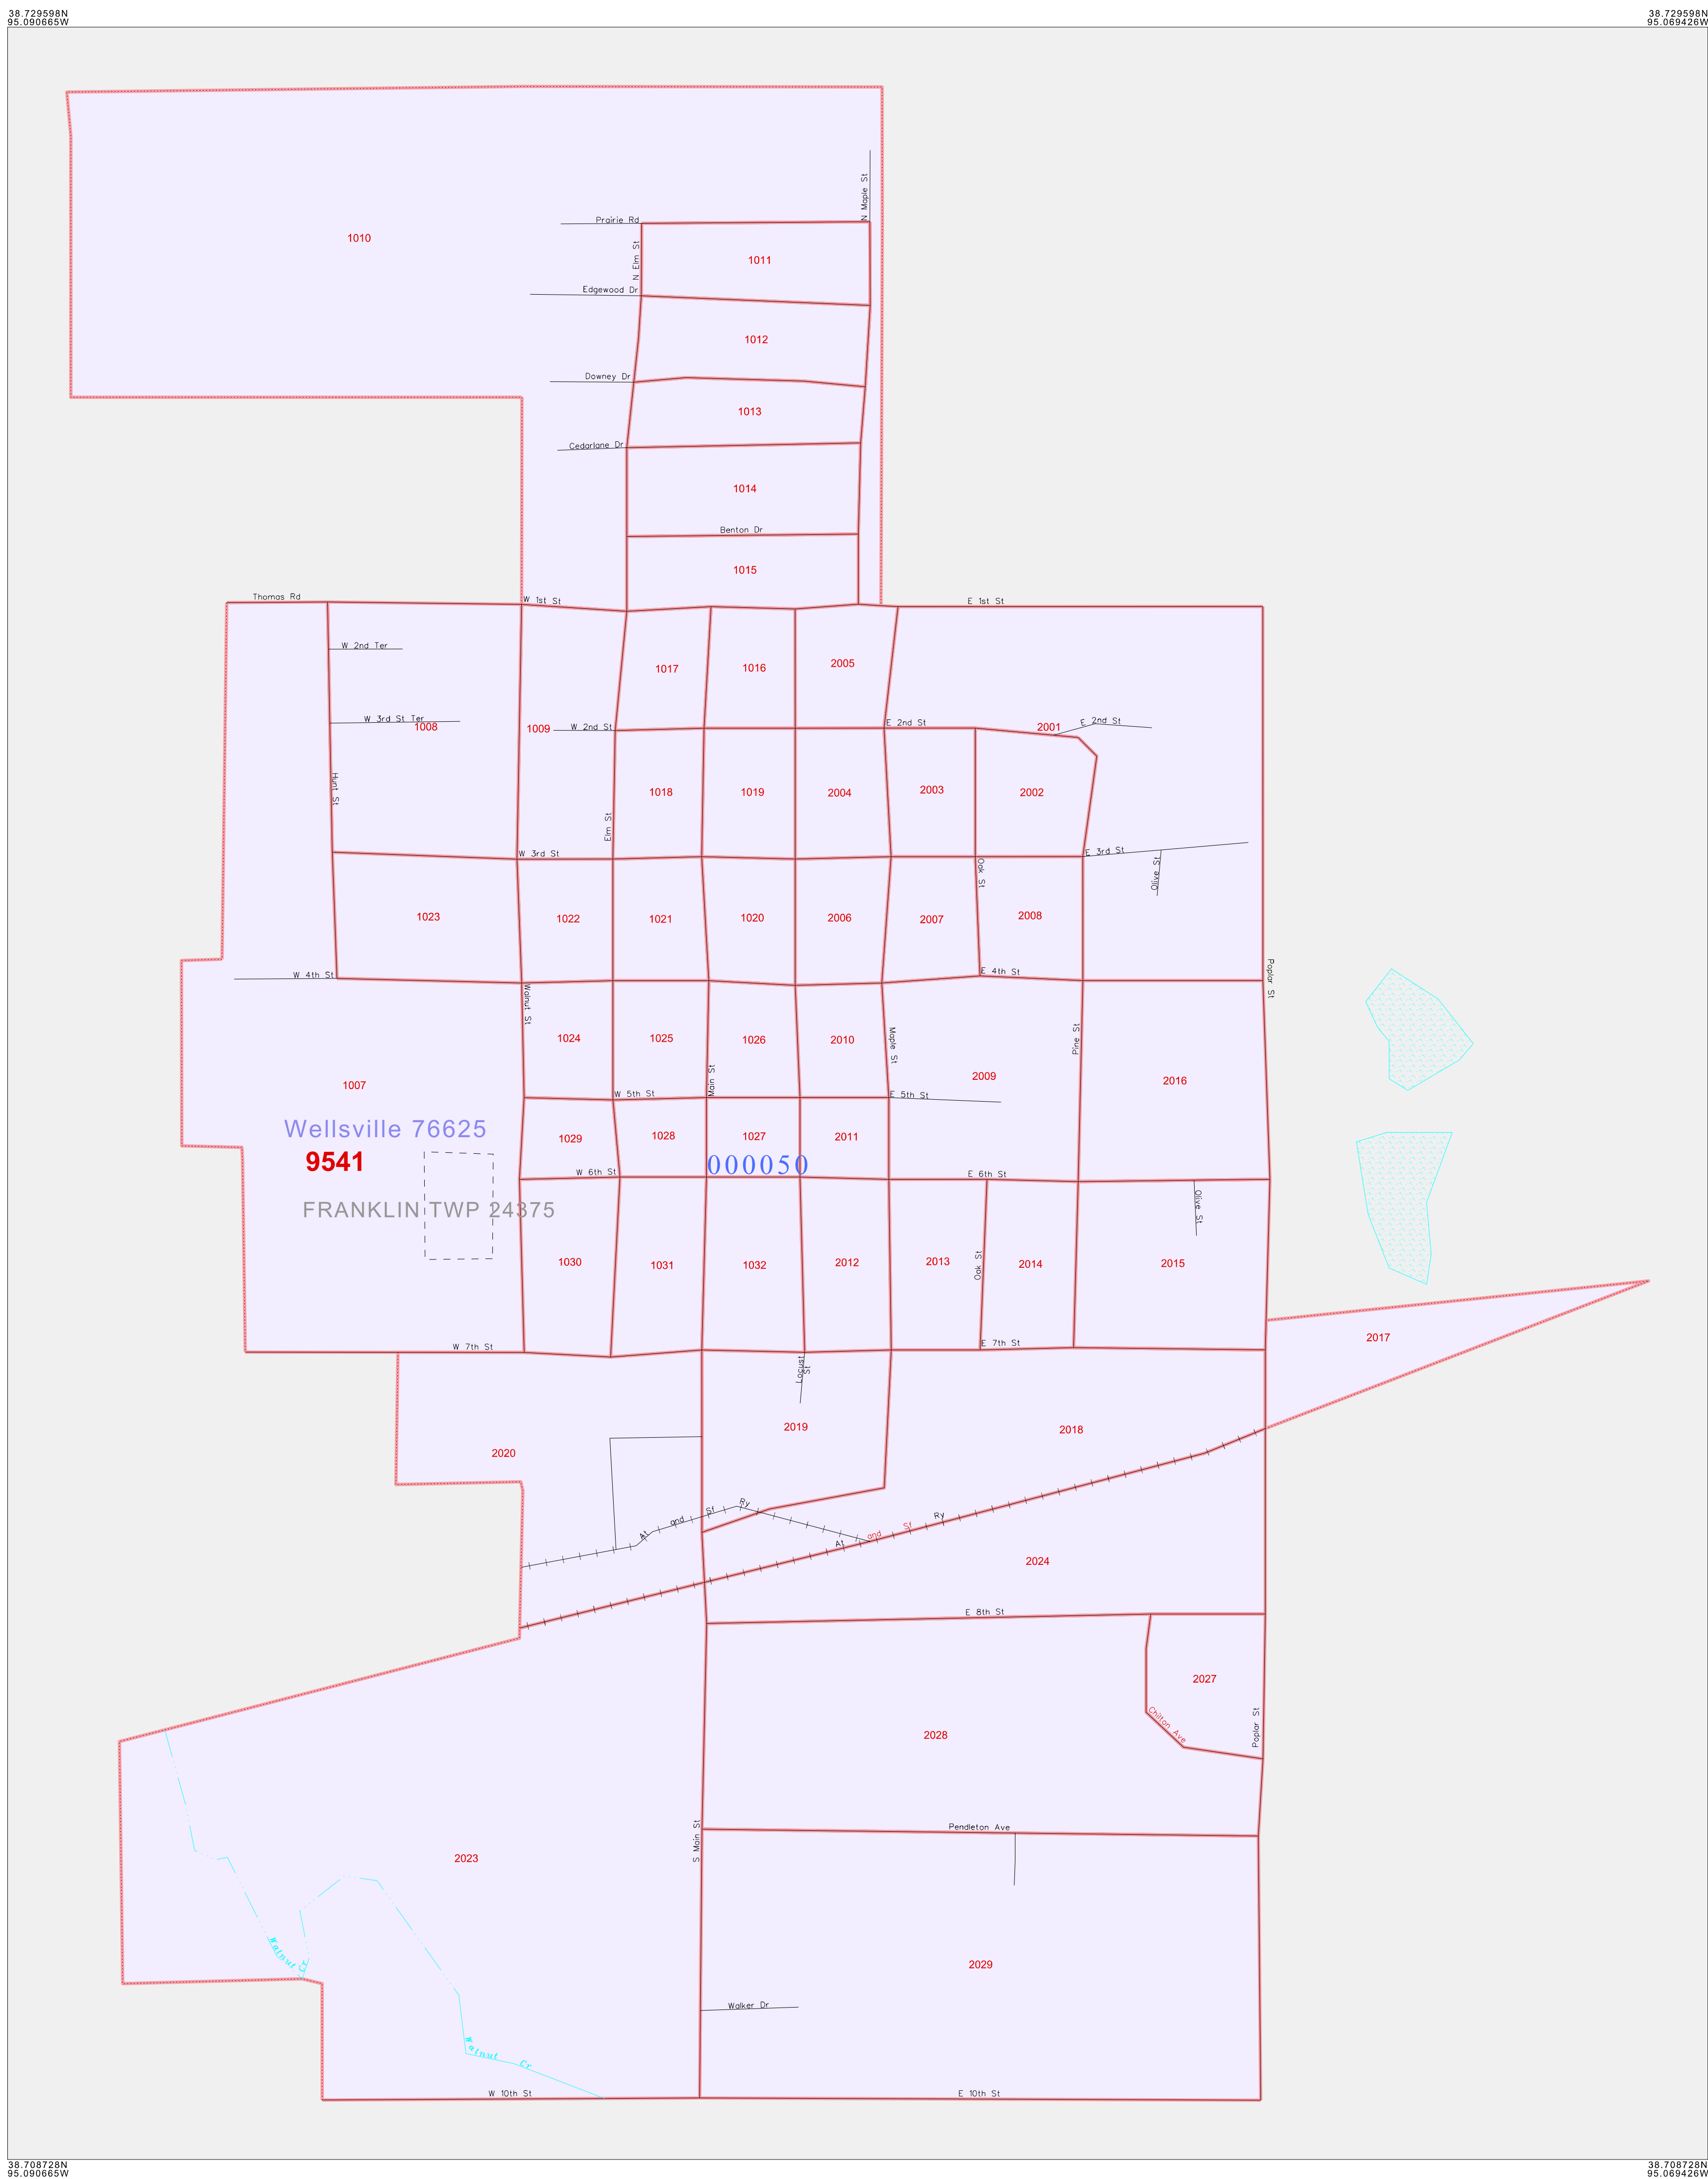 38.729598N
95.090665W
38.729598N
95.069426W
N Maple St
Prairie Rd
1010
N Elm St
1011
Edgewood Dr
1012
Downey Dr
1013
Cedarlane Dr
1014
Benton Dr
1015
Thomas Rd
W 1st St
E 1st St
W 2nd Ter
1017
1016
2005
W 3rd St Ter
1008
1009
W 2nd St
E 2nd St
2001
E 2nd St
Hunt St
1018
1019
2004
2003
2002
Elm St
W 3rd St
E 3rd St
Oak St
Olive St
1023
1022
1021
1020
2006
2007
2008
W 4th St
E 4th St
Poplar St
Walnut St
1024
1025
1026
2010
Maple St
Pine St
2009
2016
1007
Main St
W 5th St
E 5th St
Wellsville 76625
1029
1028
1027
2011
9541
000050
W 6th St
E 6th St
FRANKLIN TWP 24375
Olive St
1030
1031
1032
2012
2013
Oak St
2014
2015
W 7th St
E 7th St
2017
Locust
St
2020
2019
2018
At and Sf Ry
At and Sf Ry
2024
E 8th St
2027
Chilton Ave
Poplar St
2028
Pendleton Ave
S Main St
2023
Walnut Cr
2029
Walker Dr
Walnut Cr
W 10th St
E 10th St
38.708728N
95.090665W
38.708728N
95.069426W